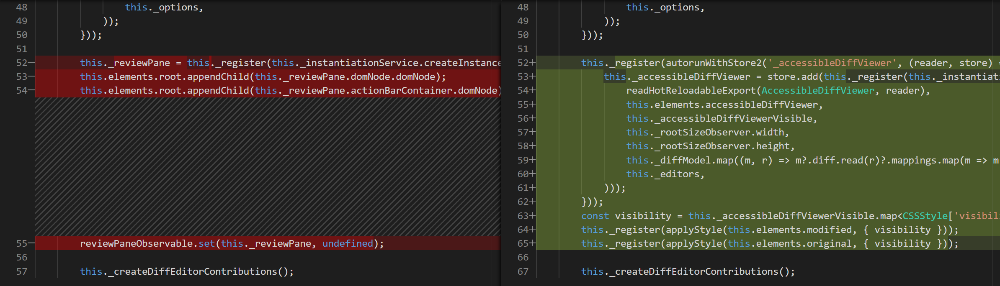 48 this._options,
49 ));
50 }));
51
52− this._reviewPane = this._register(this._instantiationService.createInstance
53− this.elements.root.appendChild(this._reviewPane.domNode.domNode);
54− this.elements.root.appendChild(this._reviewPane.actionBarContainer.domNode)
55− reviewPaneObservable.set(this._reviewPane, undefined);
56
57 this._createDiffEditorContributions();
48 this._options,
49 ));
50 }));
51
52+ this._register(autorunWithStore2('_accessibleDiffViewer', (reader, store) =
53+ this._accessibleDiffViewer = store.add(this._register(this._instantiati
54+ readHotReloadableExport(AccessibleDiffViewer, reader),
55+ this.elements.accessibleDiffViewer,
56+ this._accessibleDiffViewerVisible,
57+ this._rootSizeObserver.width,
58+ this._rootSizeObserver.height,
59+ this._diffModel.map((m, r) => m?.diff.read(r)?.mappings.map(m => m
60+ this._editors,
61+ )));
62+ }));
63+ const visibility = this._accessibleDiffViewerVisible.map<CSSStyle['visibil
64+ this._register(applyStyle(this.elements.modified, { visibility }));
65+ this._register(applyStyle(this.elements.original, { visibility }));
66
67 this._createDiffEditorContributions();